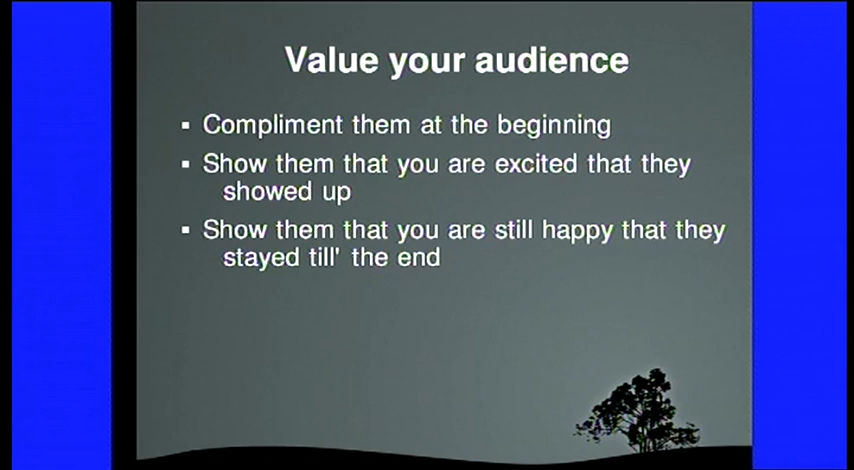 Value your audience
▪ Compliment them at the beginning
▪ Show them that you are excited that they
showed up
▪ Show them that you are still happy that they
stayed till' the end